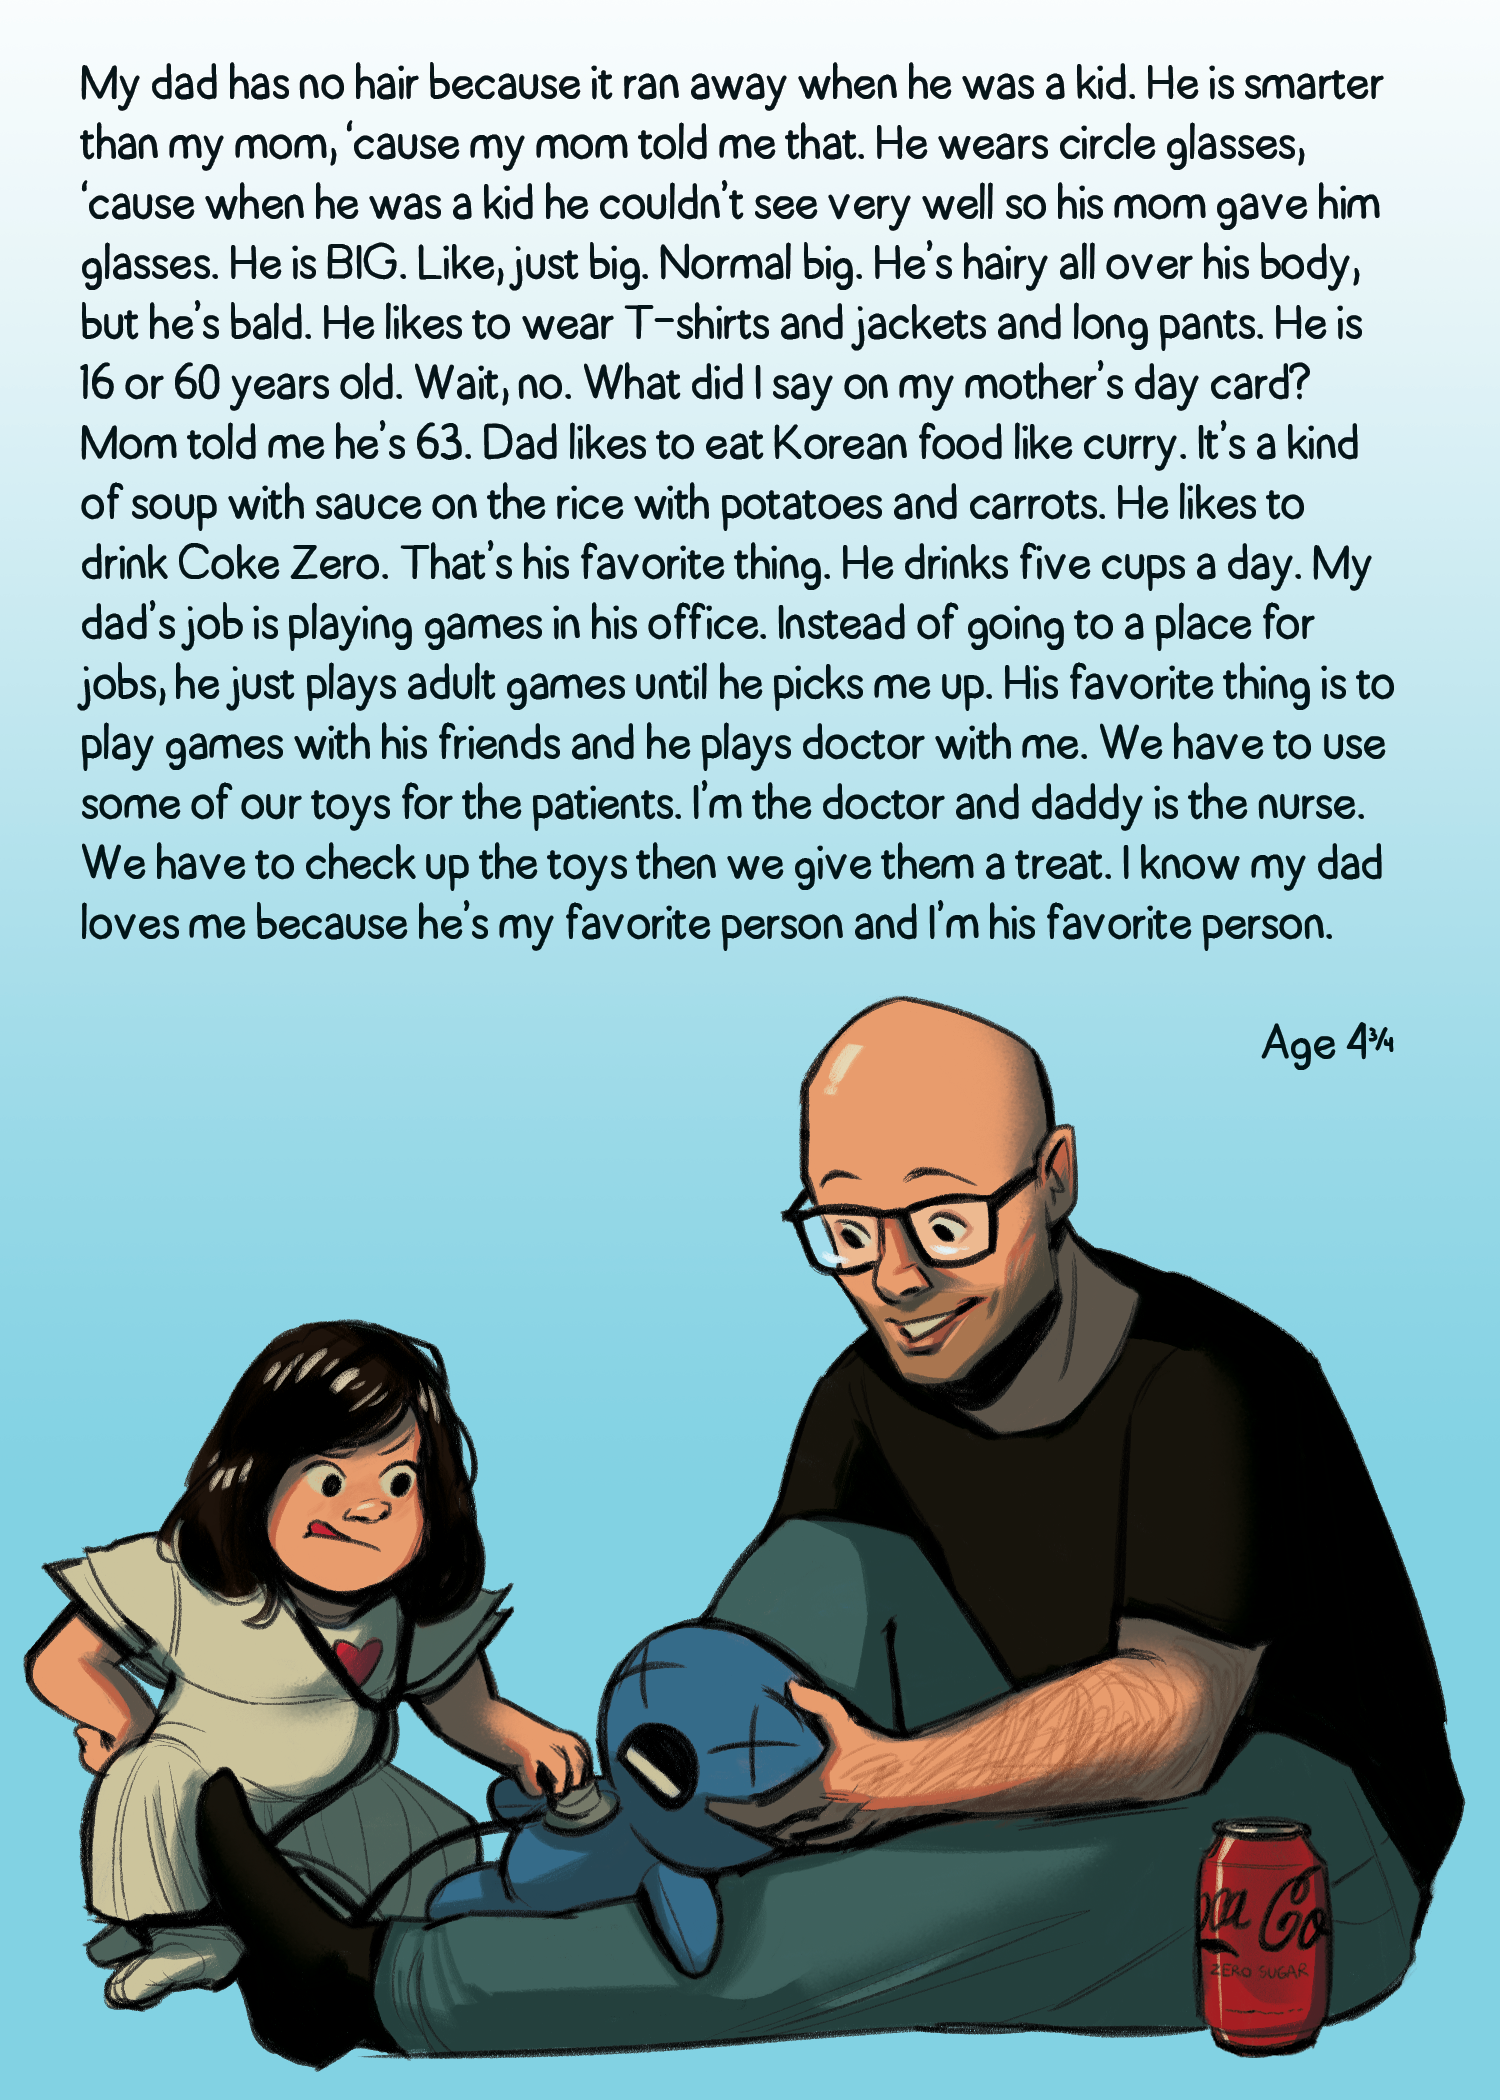 My dad has no hair because it ran away when he was a kid. He is smarter
than my mom, ‘cause my mom told me that. He wears circle glasses,
‘cause when he was a kid he couldn’t see very well so his mom gave him
glasses. He is BIG. Like, just big. Normal big. He’s hairy all over his body,
but he’s bald. He likes to wear T-shirts and jackets and long pants. He is
16 or 60 years old. Wait, no. What did I say on my mother’s day card?
Mom told me he’s 63. Dad likes to eat Korean food like curry. It’s a kind
of soup with sauce on the rice with potatoes and carrots. He likes to
drink Coke Zero. That’s his favorite thing. He drinks five cups a day. My
dad’s job is playing games in his office. Instead of going to a place for
jobs, he just plays adult games until he picks me up. His favorite thing is to
play games with his friends and he plays doctor with me. We have to use
some of our toys for the patients. I’m the doctor and daddy is the nurse.
We have to check up the toys then we give them a treat. I know my dad
loves me because he’s my favorite person and I’m his favorite person.
Age 4¾
oca Co
ZERO SUGAR